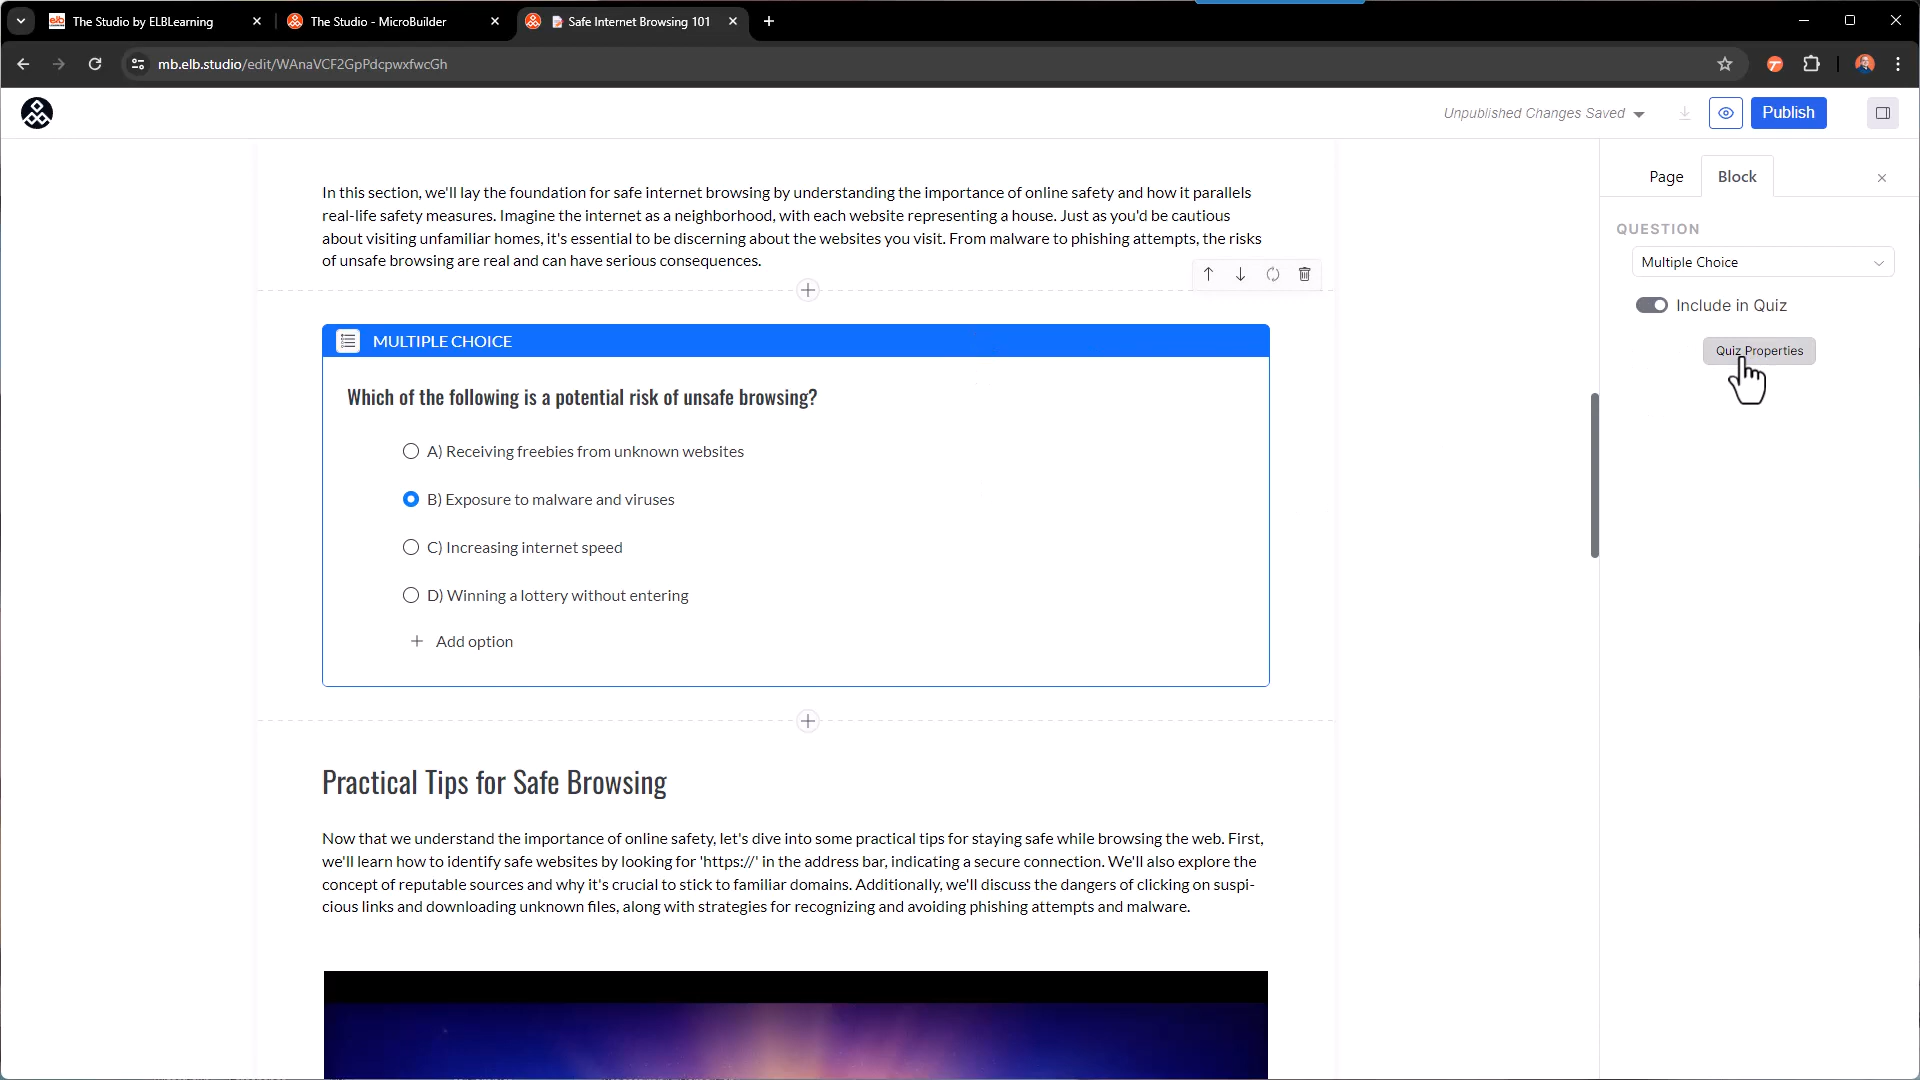 The Studio by ELBLearning
The Studio - MicroBuilder
Safe Internet Browsing 101
mb.elb.studio/edit/WAnaVCF2GpPdcpwxfwcGh
Unpublished Changes Saved
Publish
In this section, we'll lay the foundation for safe internet browsing by understanding the importance of online safety and how it parallels
real-life safety measures. Imagine the internet as a neighborhood, with each website representing a house. Just as you'd be cautious
about visiting unfamiliar homes, it's essential to be discerning about the websites you visit. From malware to phishing attempts, the risks
of unsafe browsing are real and can have serious consequences.
MULTIPLE CHOICE
Which of the following is a potential risk of unsafe browsing?
A) Receiving freebies from unknown websites
B) Exposure to malware and viruses
C) Increasing internet speed
D) Winning a lottery without entering
Add option
Practical Tips for Safe Browsing
Now that we understand the importance of online safety, let's dive into some practical tips for staying safe while browsing the web. First,
we'll learn how to identify safe websites by looking for 'https://' in the address bar, indicating a secure connection. We'll also explore the
concept of reputable sources and why it's crucial to stick to familiar domains. Additionally, we'll discuss the dangers of clicking on suspi-
cious links and downloading unknown files, along with strategies for recognizing and avoiding phishing attempts and malware.
Page
Block
QUESTION
Multiple Choice
Include in Quiz
Quiz Properties